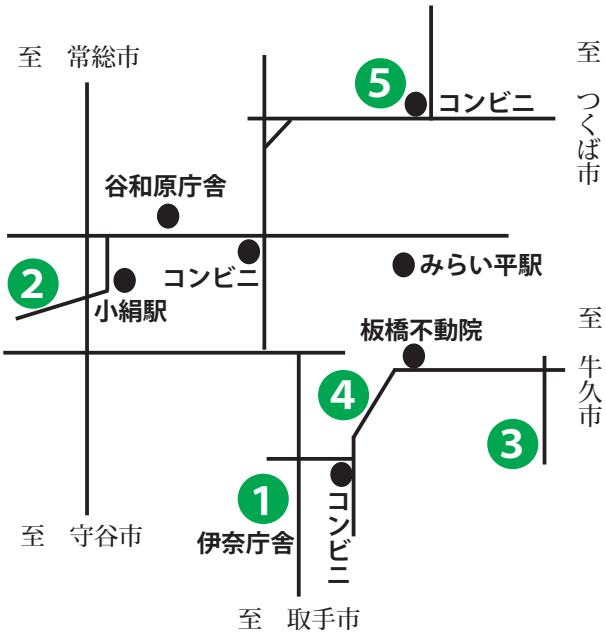 至 常総市
至 つくば市
5
コンビニ
谷和原庁舎
2
コンビニ
みらい平駅
小絹駅
至 牛久市
板橋不動院
4
3
1
コンビニ
伊奈庁舎
至 守谷市
至 取手市